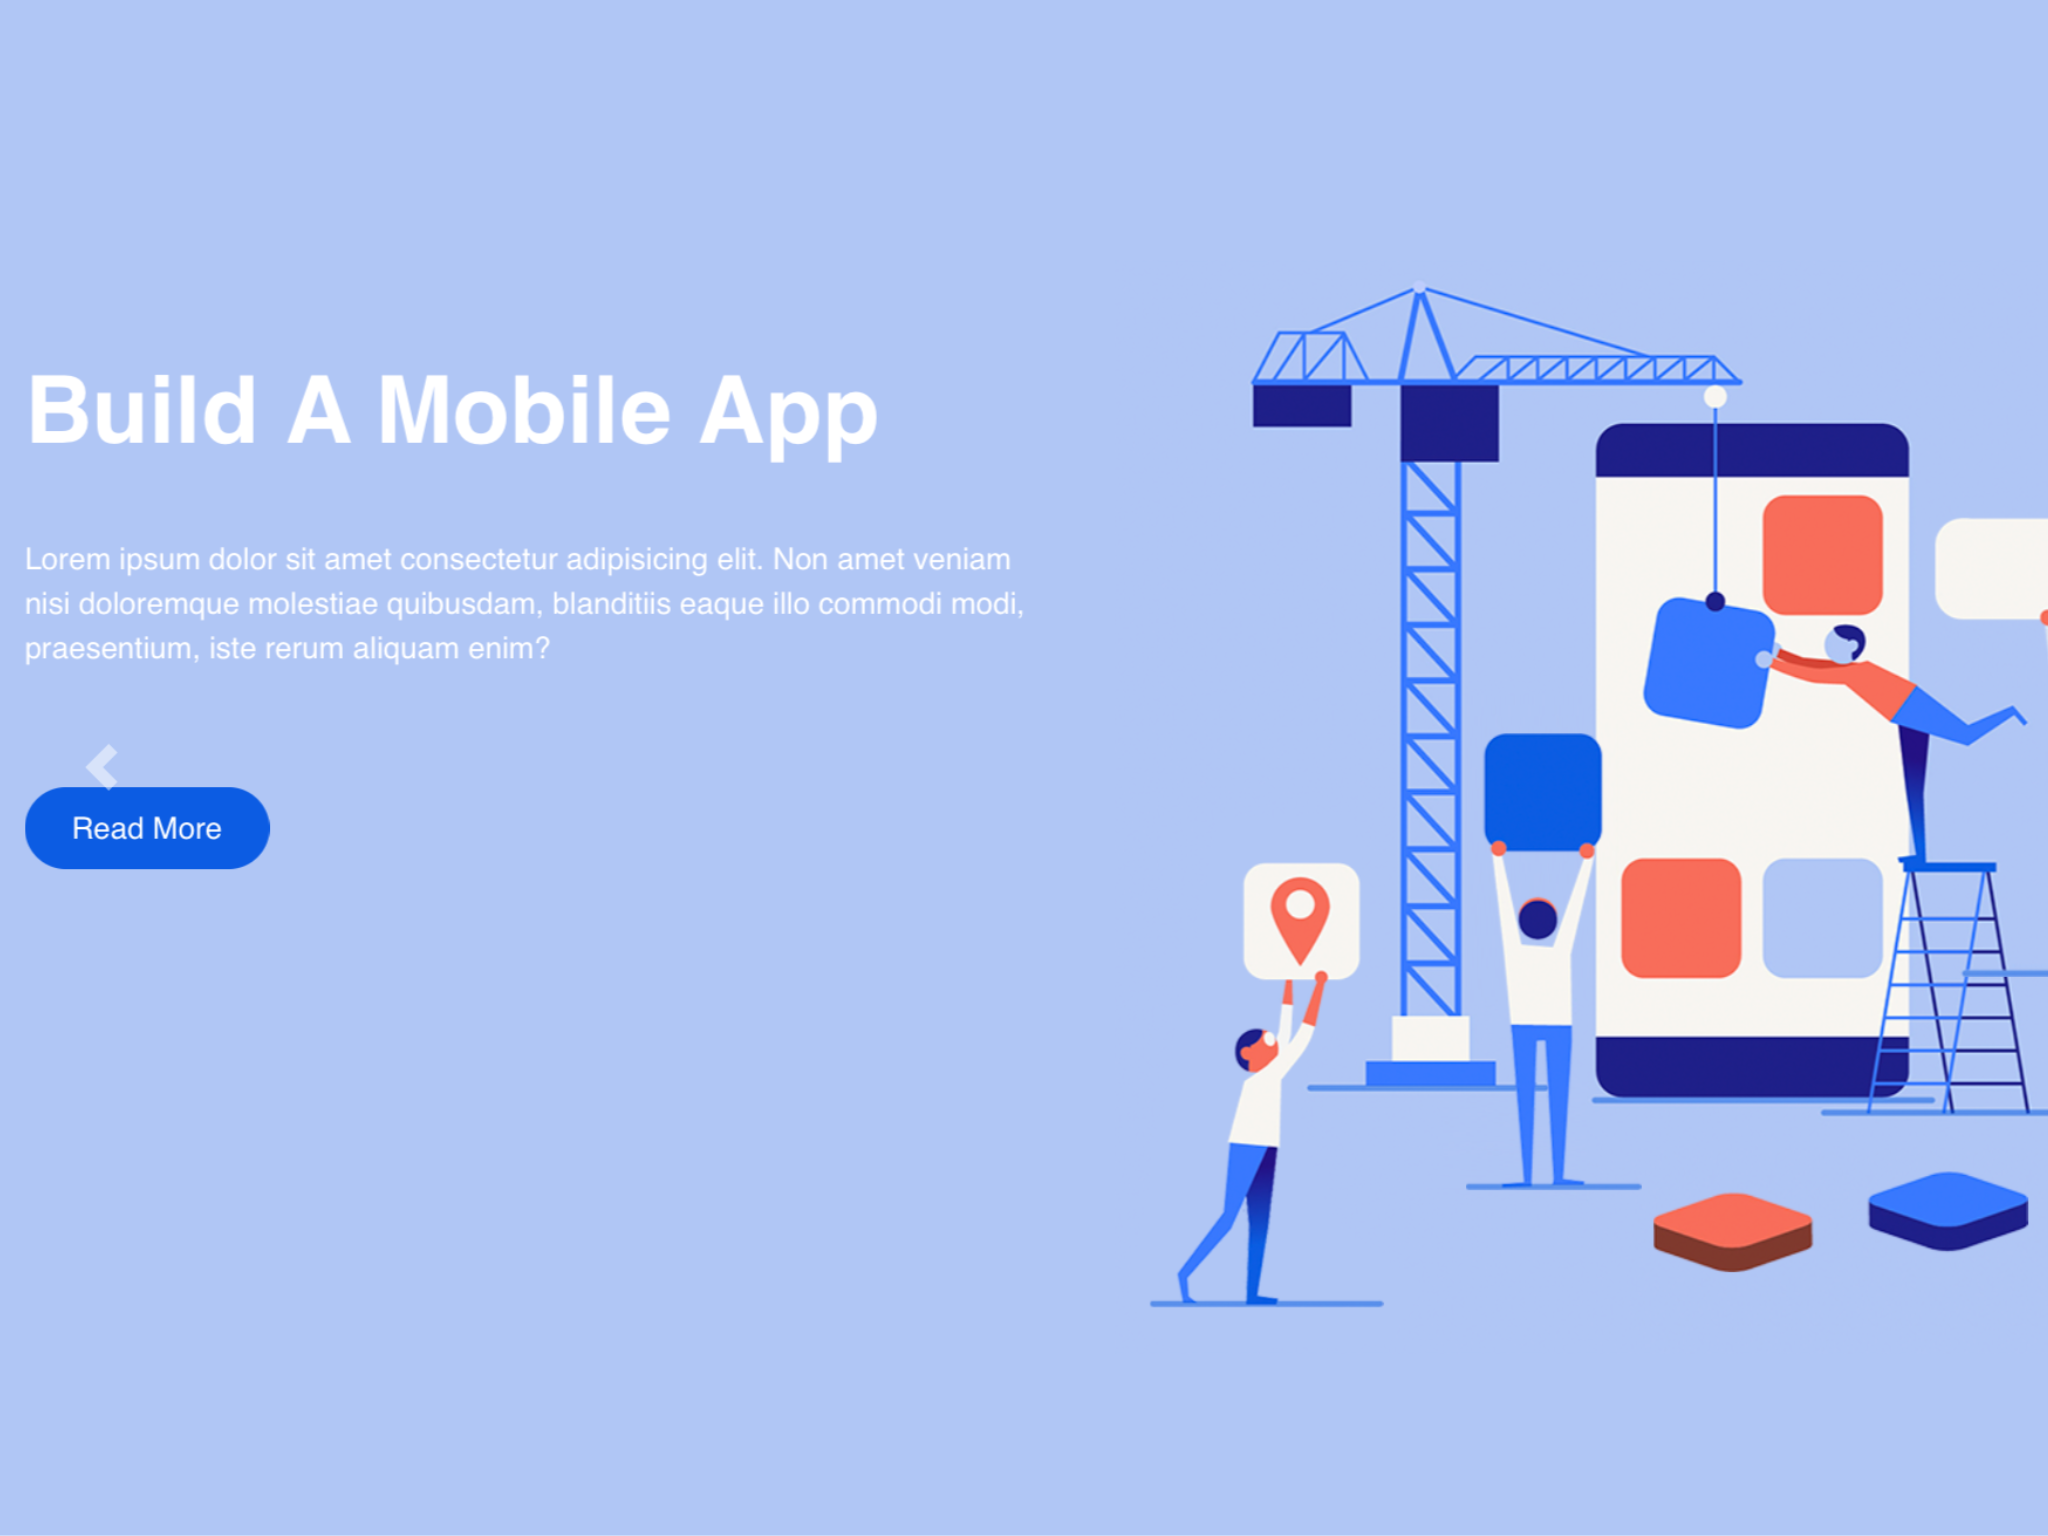 Build A Mobile App
Lorem ipsum dolor sit amet consectetur adipisicing elit. Non amet veniam
nisi doloremque molestiae quibusdam, blanditiis eaque illo commodi modi,
praesentium, iste rerum aliquam enim?
Read More